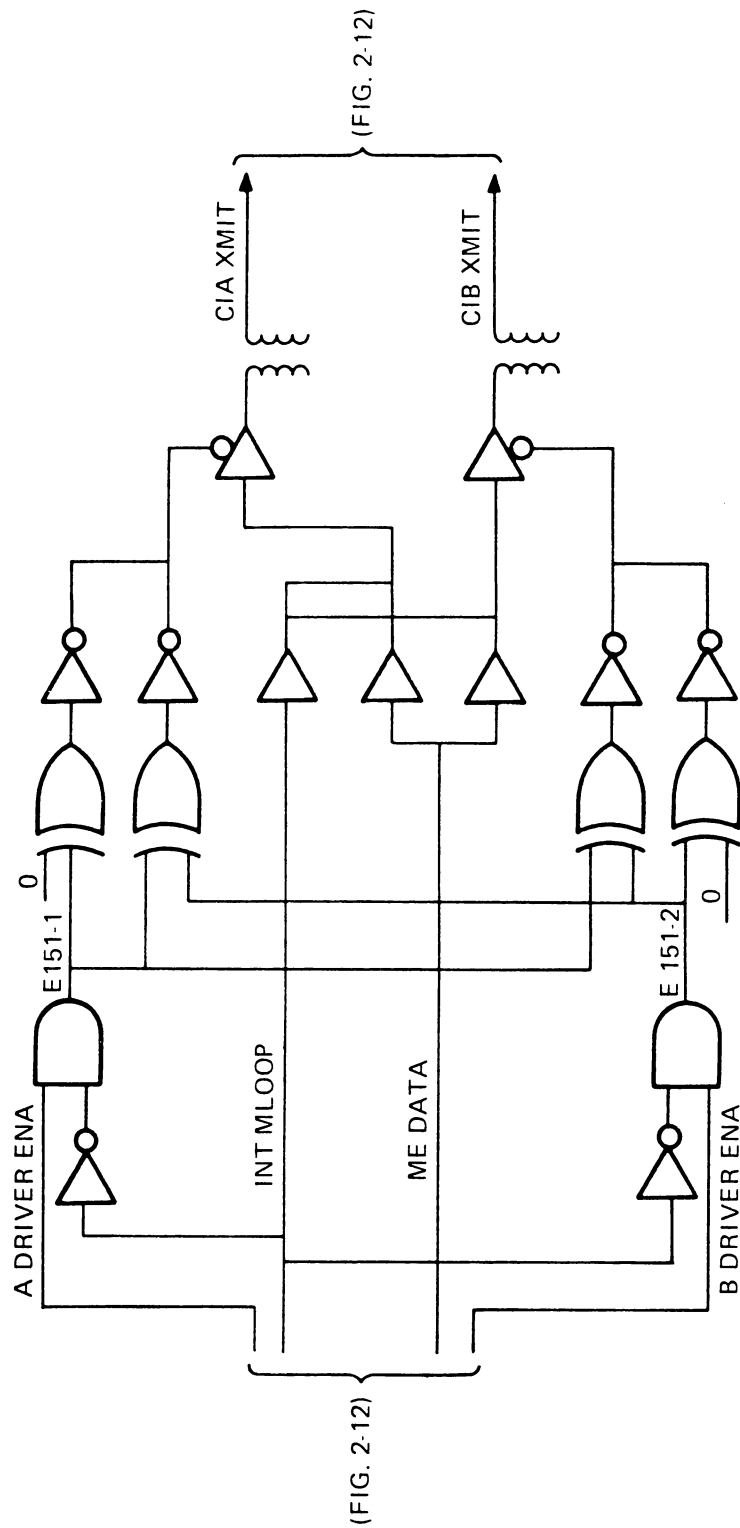 (FIG. 2-12)
A DRIVER ENA
INT MLOOP
ME DATA
B DRIVER ENA
E151-1
0
E 151-2
0
CIA XMIT
CIB XMIT
(FIG. 2-12)